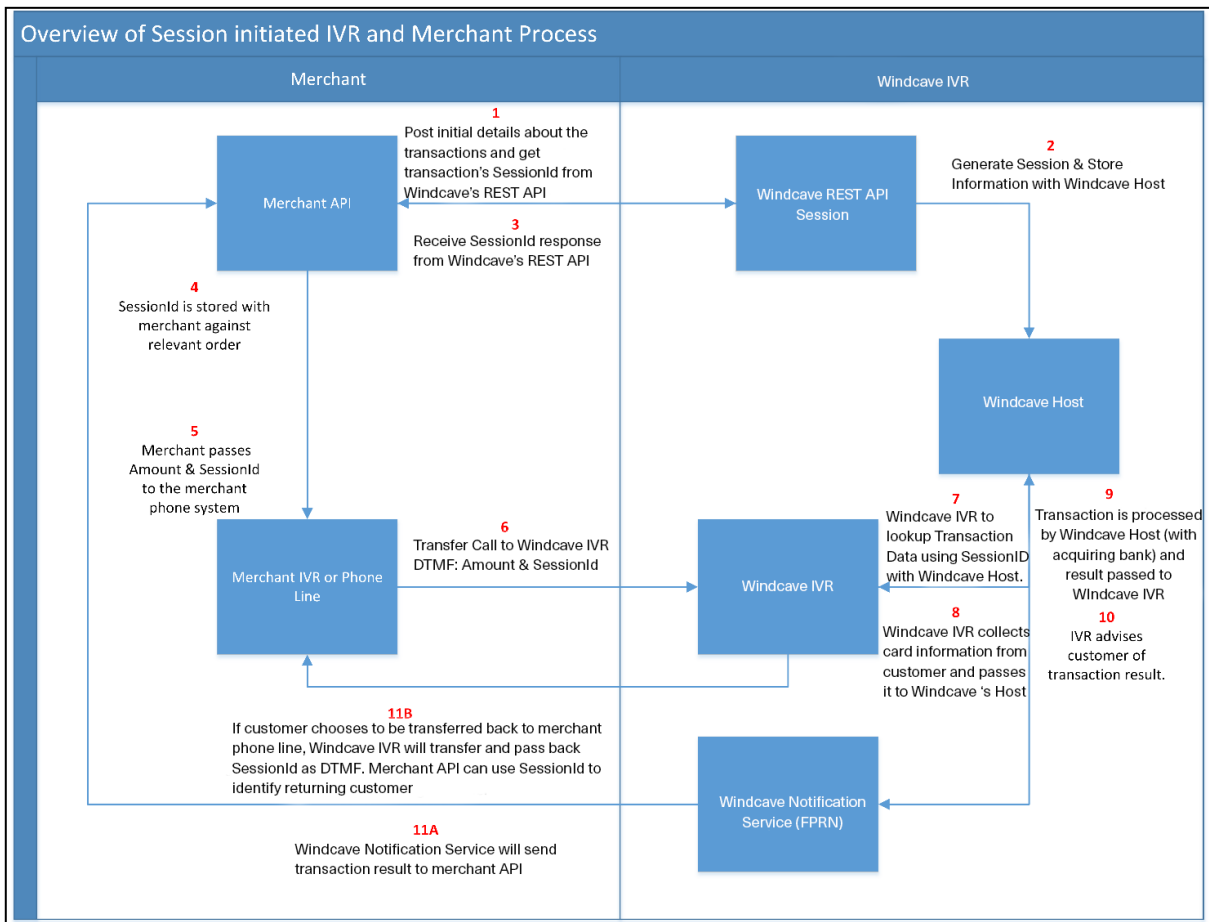 Overview of Session initiated IVR and Merchant Process
Merchant
Windcave IVR
1
Post initial details about the
transactions and get
transaction's SessionId from
Windcave's REST API
Merchant API
Windcave REST API
Session
2
Generate Session & Store
Information with Windcave Host
3
Receive SessionId response
from Windcave's REST API
4
SessionId is stored with
merchant against
relevant order
Windcave Host
5
Merchant passes
Amount & SessionId
to the merchant
phone system
6
Transfer Call to Windcave IVR
DTMF: Amount & SessionId
Merchant IVR or Phone
Line
Windcave IVR
7
Windcave IVR to
lookup Transaction
Data using SessionID
with Windcave Host.
8
Windcave IVR collects
card information from
customer and passes
it to Windcave 's Host
9
Transaction is processed
by Windcave Host (with
acquiring bank) and
result passed to
WIndcave IVR
10
IVR advises
customer of
transaction result.
11B
If customer chooses to be transferred back to merchant
phone line, Windcave IVR will transfer and pass back
SessionId as DTMF. Merchant API can use SessionId to
identify returning customer
Windcave Notification
Service (FPRN)
11A
Windcave Notification Service will send
transaction result to merchant API